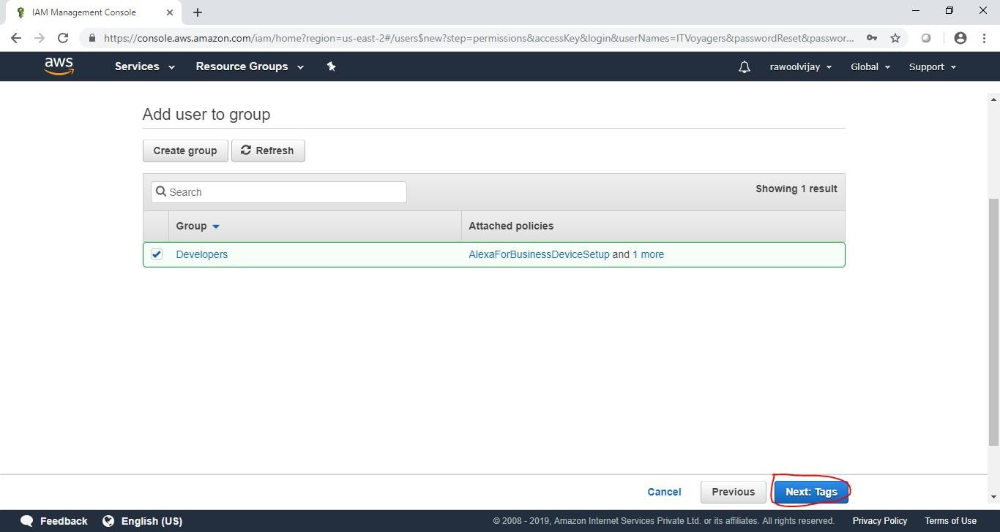 IAM Management Console
https://console.aws.amazon.com/iam/home?region=us-east-2#/users$new?step=permissions&accessKey&login&userNames=ITVoyagers&passwordReset&passwor...
aws Services Resource Groups rawoolvijay Global Support
Add user to group
Create group Refresh
Search Showing 1 result
Group Attached policies
Developers AlexaForBusinessDeviceSetup and 1 more
Cancel Previous Next: Tags
Feedback English (US) © 2008 - 2019, Amazon Internet Services Private Ltd. or its affiliates. All rights reserved. Privacy Policy Terms of Use